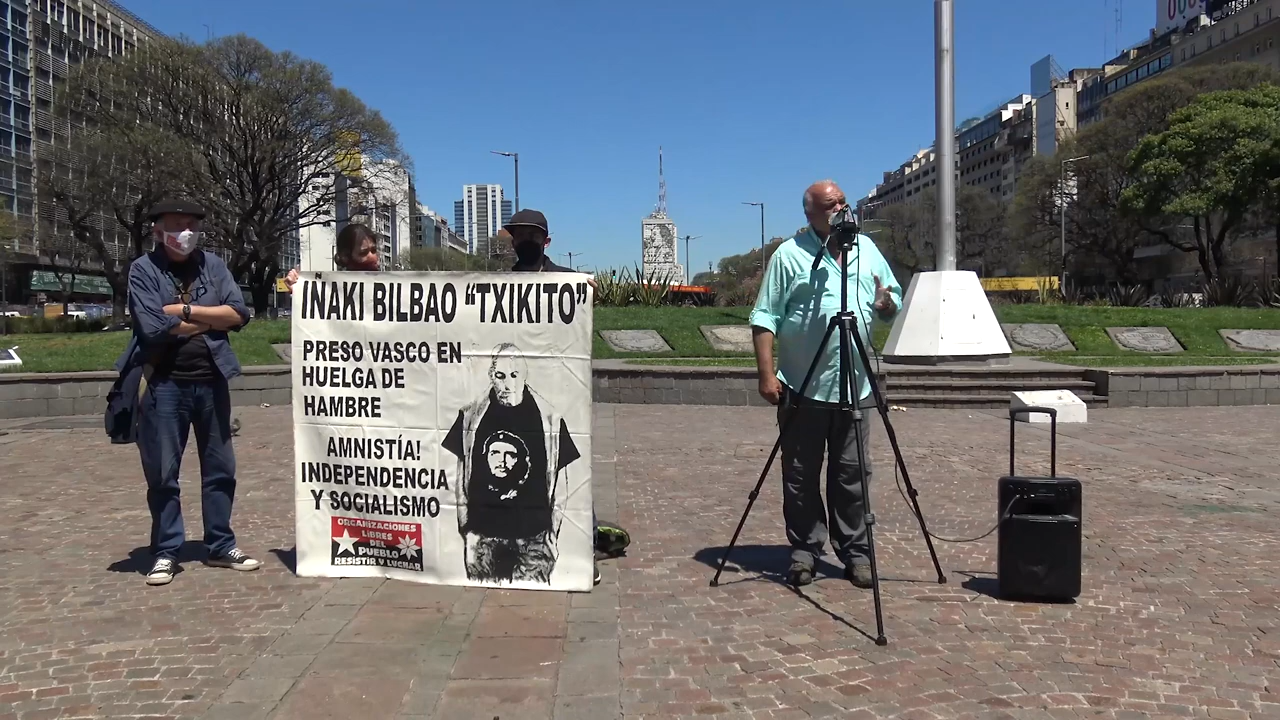 IÑAKI BILBAO "TXIKITO"
PRESO VASCO EN
HUELGA DE
HAMBRE
AMNISTÍA!
INDEPENDENCIA
Y SOCIALISMO
ORGANIZACIONES
LIBRES
DEL
PUEBLO
RESISTIR Y LUCHAR